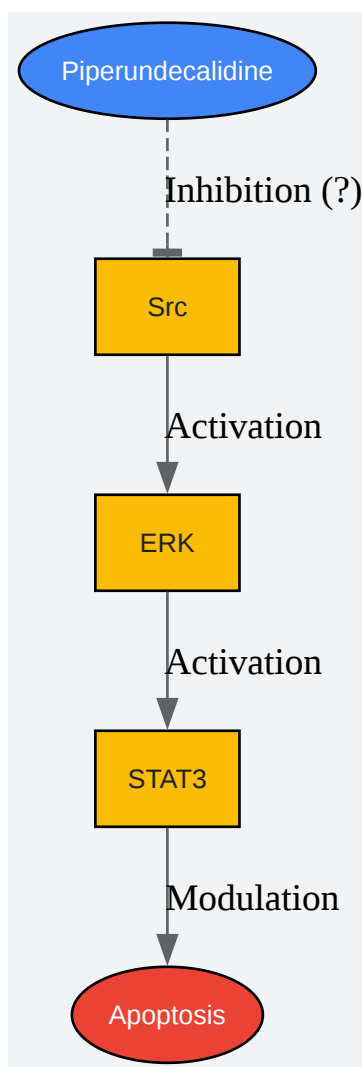 Piperundecalidine
Inhibition (?)
Src
Activation
ERK
Activation
STAT3
Modulation
Apoptosis